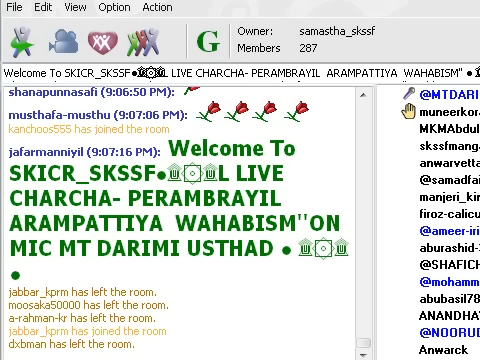 File Edit Option Action
G
Owner: samastha_skssf
Members 287
Welcome To SKICR_SKSSF●۩۞۩L LIVE CHARCHA- PERAMBRAYIL ARAMPATTIYA WAHABISM" ●
shanapunnasafi (9:06:50 PM):
musthafa-musthu (9:07:06 PM):
kanchoos555 has joined the room
jafarmanniyil (9:07:16 PM): Welcome To
SKICR_SKSSF●۩۞۩L LIVE
CHARCHA- PERAMBRAYIL
ARAMPATTIYA WAHABISM"ON
MIC MT DARIMI USTHAD ● ۩۞۩
●
jabbar_kprm has left the room.
moosaka50000 has left the room.
a-rahman-kr has left the room.
jabbar_kprm has joined the room
dxbman has left the room.
@MTDARI
muneerkor
MKMAbdul
skssfmang
anwarvetta
@samadfai
manjeri_kin
firoz-calicu
@ameer-iri
aburashid-3
@SHAFICH
@mohamm
abubasil78
ANANDHA
@NOORUD
Anwarck